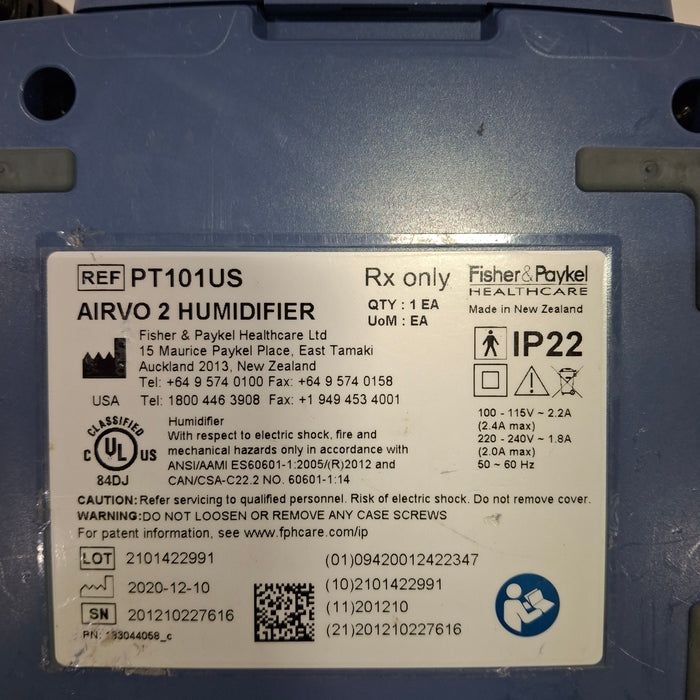 REF PT101US
Rx only
Fisher&Paykel
HEALTHCARE
AIRVO 2 HUMIDIFIER
QTY : 1 EA
UoM : EA
Made in New Zealand
Fisher & Paykel Healthcare Ltd
15 Maurice Paykel Place, East Tamaki
Auckland 2013, New Zealand
Tel: +64 9 574 0100 Fax: +64 9 574 0158
USA Tel: 1800 446 3908 Fax: +1 949 453 4001
IP22
100 - 115V ~ 2.2A
(2.4A max)
220 - 240V ~ 1.8A
(2.0A max)
50 ~ 60 Hz
CLASSIFIED
C UL US
84DJ
Humidifier
With respect to electric shock, fire and
mechanical hazards only in accordance with
ANSI/AAMI ES60601-1:2005/(R)2012 and
CAN/CSA-C22.2 NO. 60601-1:14
CAUTION: Refer servicing to qualified personnel. Risk of electric shock. Do not remove cover.
WARNING:DO NOT LOOSEN OR REMOVE ANY CASE SCREWS
For patent information, see www.fphcare.com/ip
LOT 2101422991
2020-12-10
SN 201210227616
PN: 183044058_c
(01)09420012422347
(10)2101422991
(11)201210
(21)201210227616